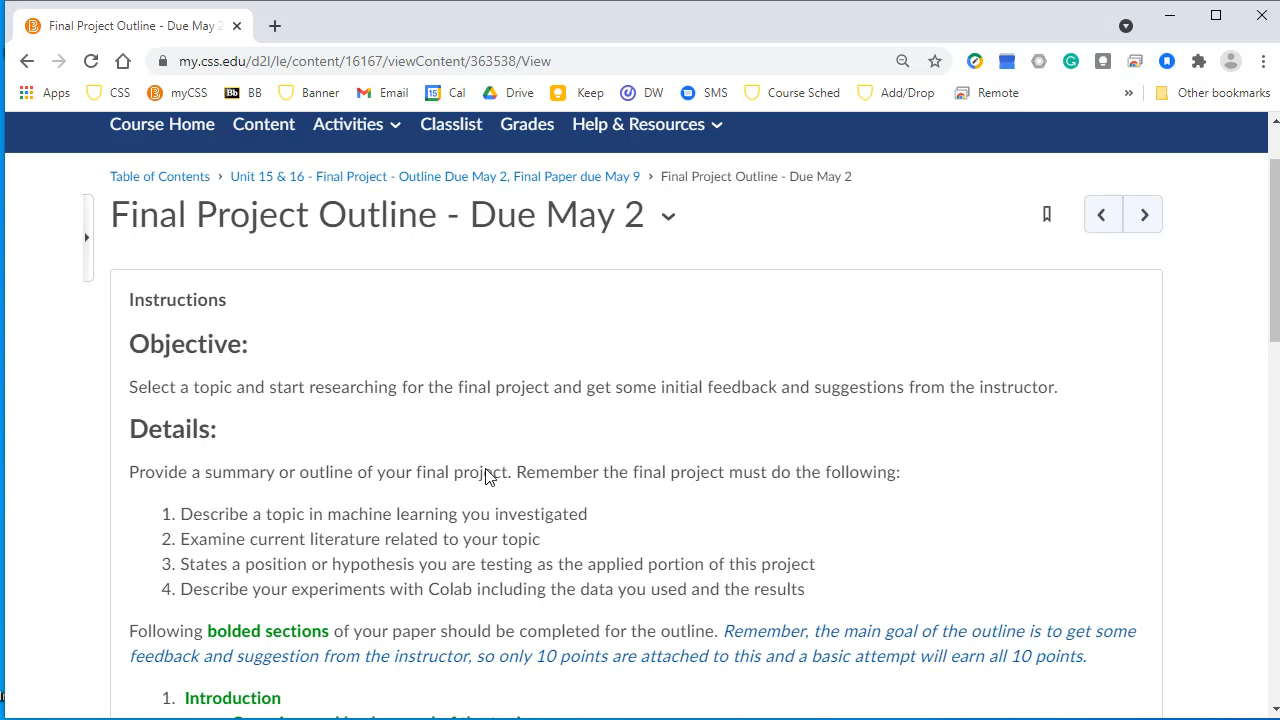 Final Project Outline - Due May 2
my.css.edu/d2l/le/content/16167/viewContent/363538/View
Apps CSS myCSS Bb BB Banner Email 15 Cal Drive Keep DW SMS Course Sched Add/Drop Remote » Other bookmarks
Course Home Content Activities Classlist Grades Help & Resources
Table of Contents › Unit 15 & 16 - Final Project - Outline Due May 2, Final Paper due May 9 › Final Project Outline - Due May 2
Final Project Outline - Due May 2
Instructions
Objective:
Select a topic and start researching for the final project and get some initial feedback and suggestions from the instructor.
Details:
Provide a summary or outline of your final project. Remember the final project must do the following:
1. Describe a topic in machine learning you investigated
2. Examine current literature related to your topic
3. States a position or hypothesis you are testing as the applied portion of this project
4. Describe your experiments with Colab including the data you used and the results
Following bolded sections of your paper should be completed for the outline. Remember, the main goal of the outline is to get some
feedback and suggestion from the instructor, so only 10 points are attached to this and a basic attempt will earn all 10 points.
1. Introduction